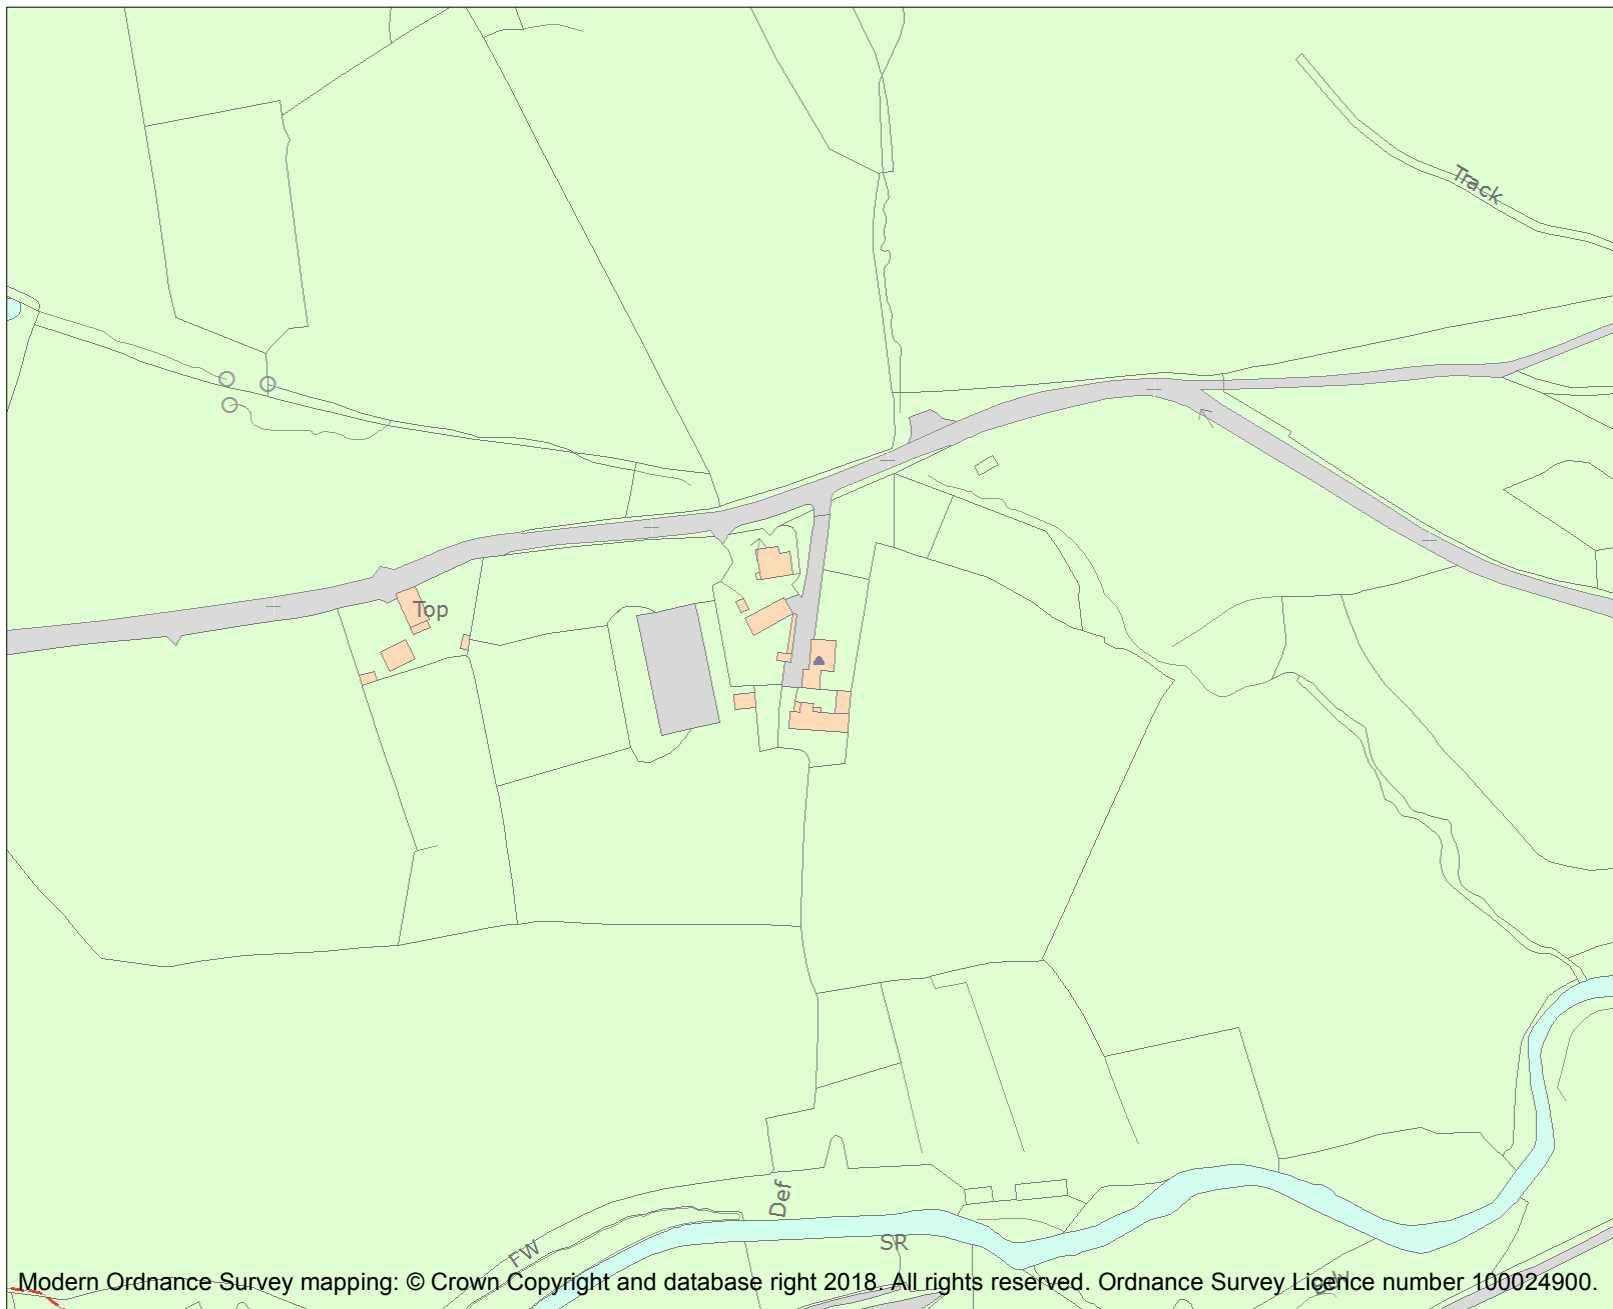 Track
Top
Def
FW
SR
Modern Ordnance Survey mapping: © Crown Copyright and database right 2018. All rights reserved. Ordnance Survey Licence number 100024900.